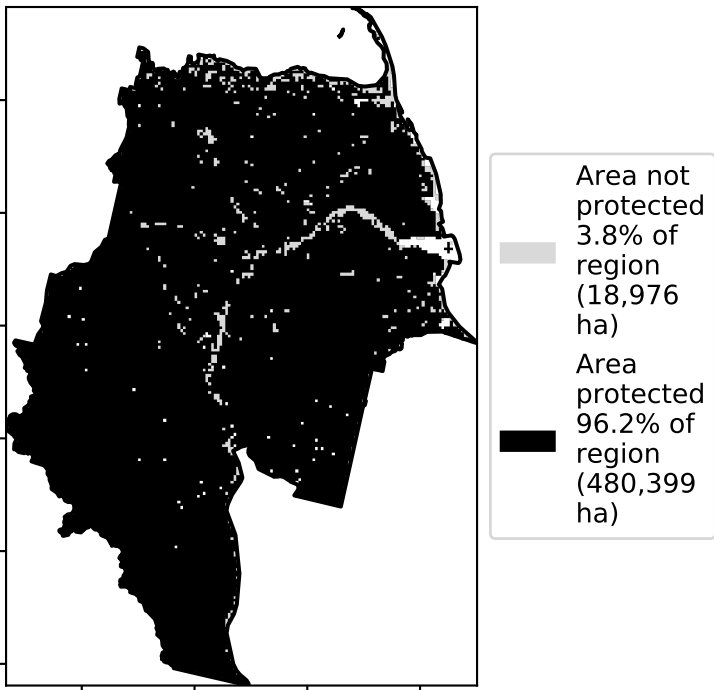 Area not
protected
3.8% of
region
(18,976
ha)
Area
protected
96.2% of
region
(480,399
ha)